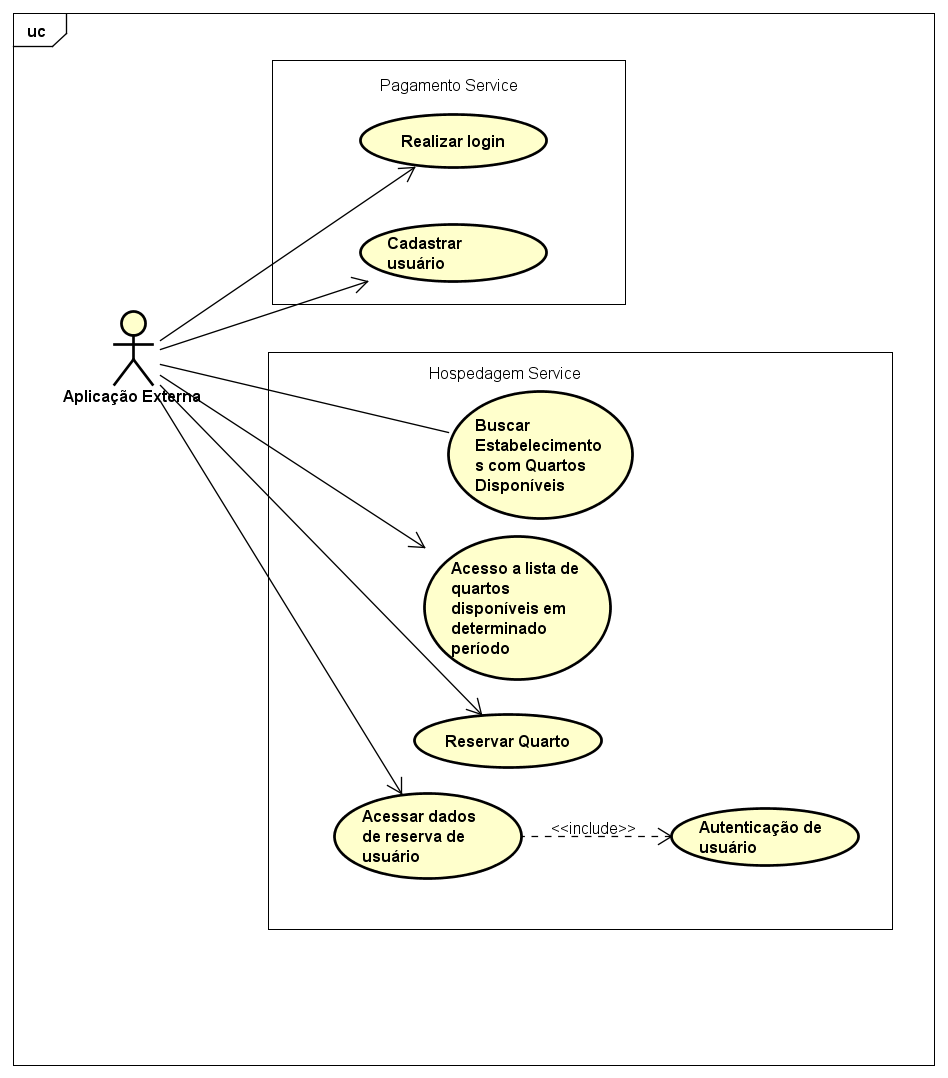 uc
Pagamento Service
Realizar login
Cadastrar
usuário
Aplicação Externa
Hospedagem Service
Buscar
Estabelecimento
s com Quartos
Disponíveis
Acesso a lista de
quartos
disponíveis em
determinado
período
Reservar Quarto
Acessar dados
de reserva de
usuário
<<include>>
Autenticação de
usuário